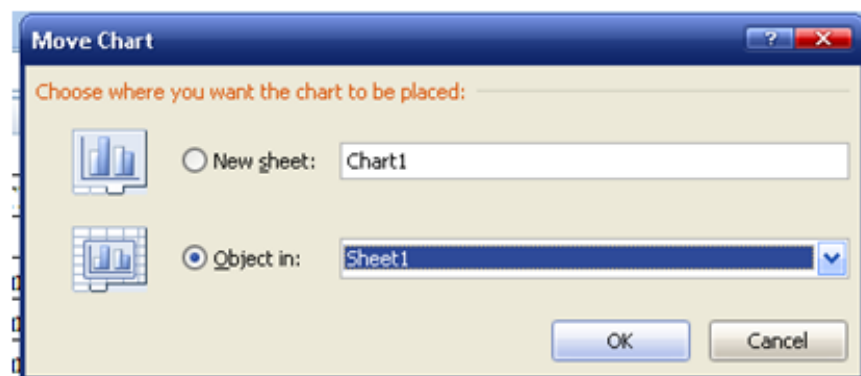 Move Chart
Choose where you want the chart to be placed:
New sheet: Chart1
Object in: Sheet1
OK Cancel